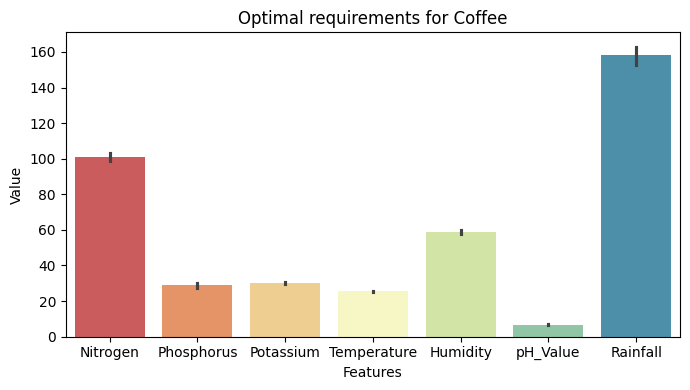 Optimal requirements for Coffee
160
140
120
100
80
60
40
20
0
Value
Nitrogen Phosphorus Potassium Temperature Humidity pH_Value Rainfall
Features